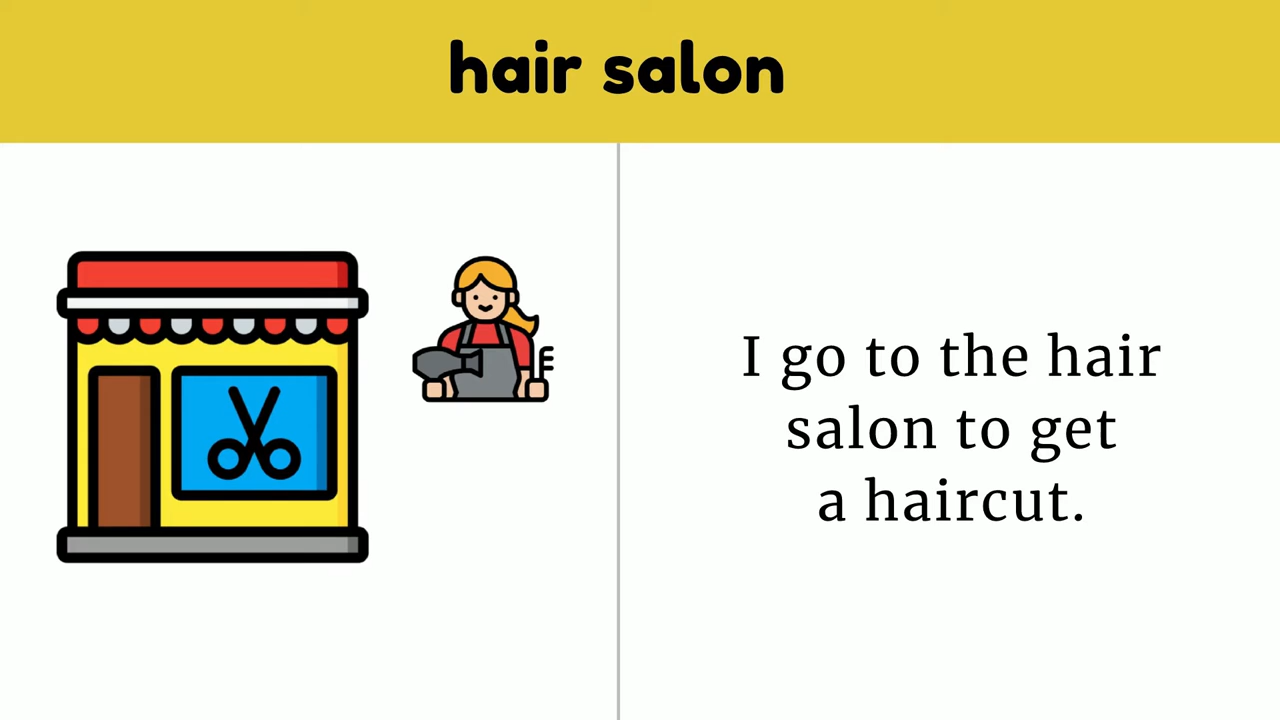 hair salon
I go to the hair
salon to get
a haircut.